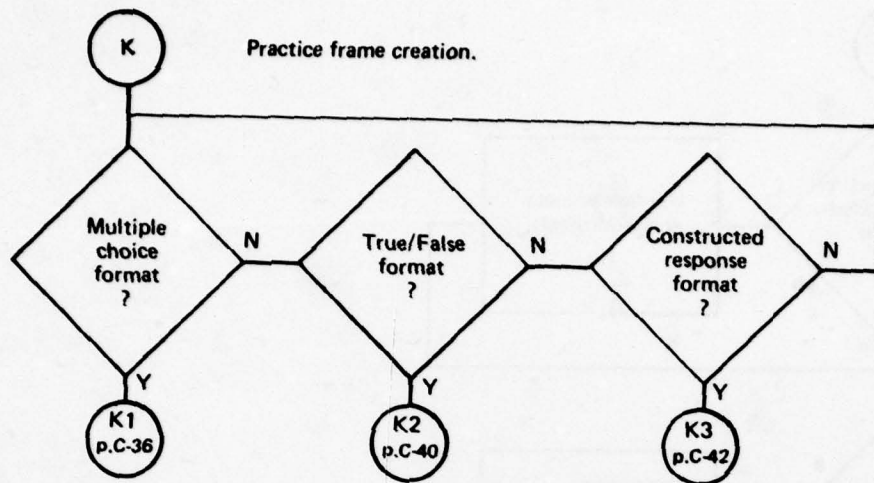 K
Practice frame creation.
Multiple
choice
format
?
N
Y
K1
p.C-36
True/False
format
?
N
Y
K2
p.C-40
Constructed
response
format
?
N
Y
K3
p.C-42